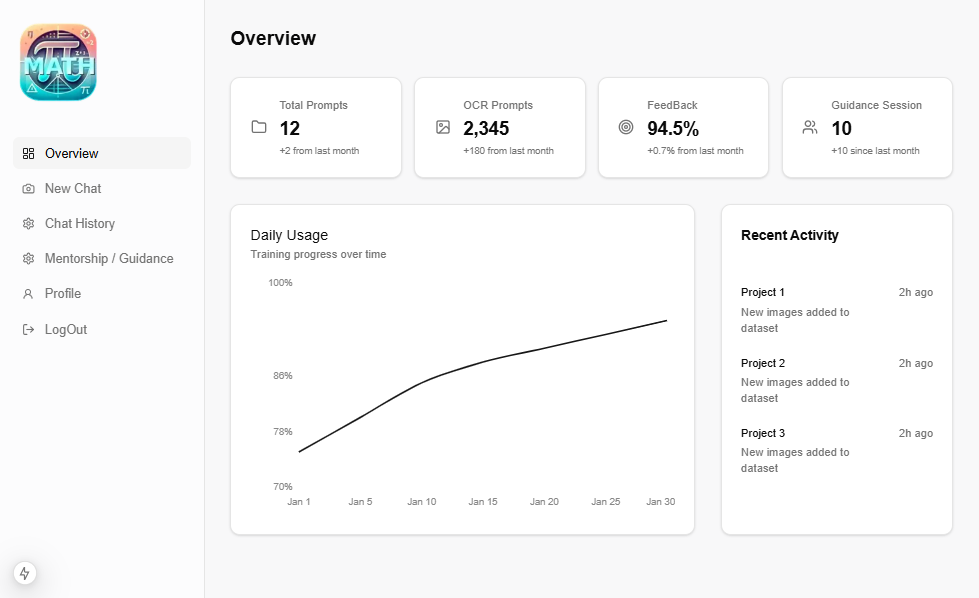 MATH
Overview
New Chat
Chat History
Mentorship / Guidance
Profile
LogOut
Overview
Total Prompts
12
+2 from last month
OCR Prompts
2,345
+180 from last month
FeedBack
94.5%
+0.7% from last month
Guidance Session
10
+10 since last month
Daily Usage
Training progress over time
100%
86%
78%
70%
Jan 1 Jan 5 Jan 10 Jan 15 Jan 20 Jan 25 Jan 30
Recent Activity
Project 1 2h ago
New images added to
dataset
Project 2 2h ago
New images added to
dataset
Project 3 2h ago
New images added to
dataset